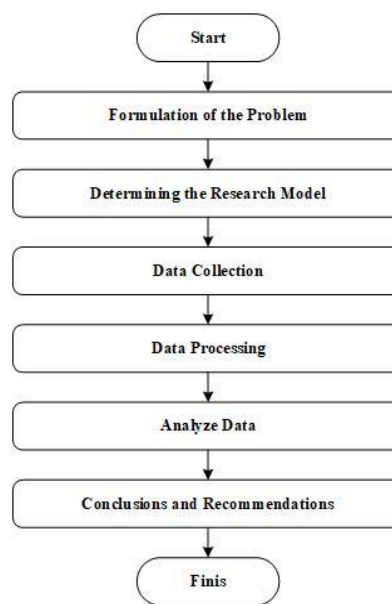 Start
Formulation of the Problem
Determining the Research Model
Data Collection
Data Processing
Analyze Data
Conclusions and Recommendations
Finis